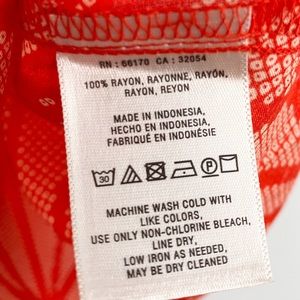 RN : 66170 CA : 32054
100% RAYON, RAYONNE, RAYÓN,
RAYON, REYON
MADE IN INDONESIA,
HECHO EN INDONESIA,
FABRIQUÉ EN INDONÉSIE
30 P
MACHINE WASH COLD WITH
LIKE COLORS,
USE ONLY NON-CHLORINE BLEACH,
LINE DRY,
LOW IRON AS NEEDED,
MAY BE DRY CLEANED